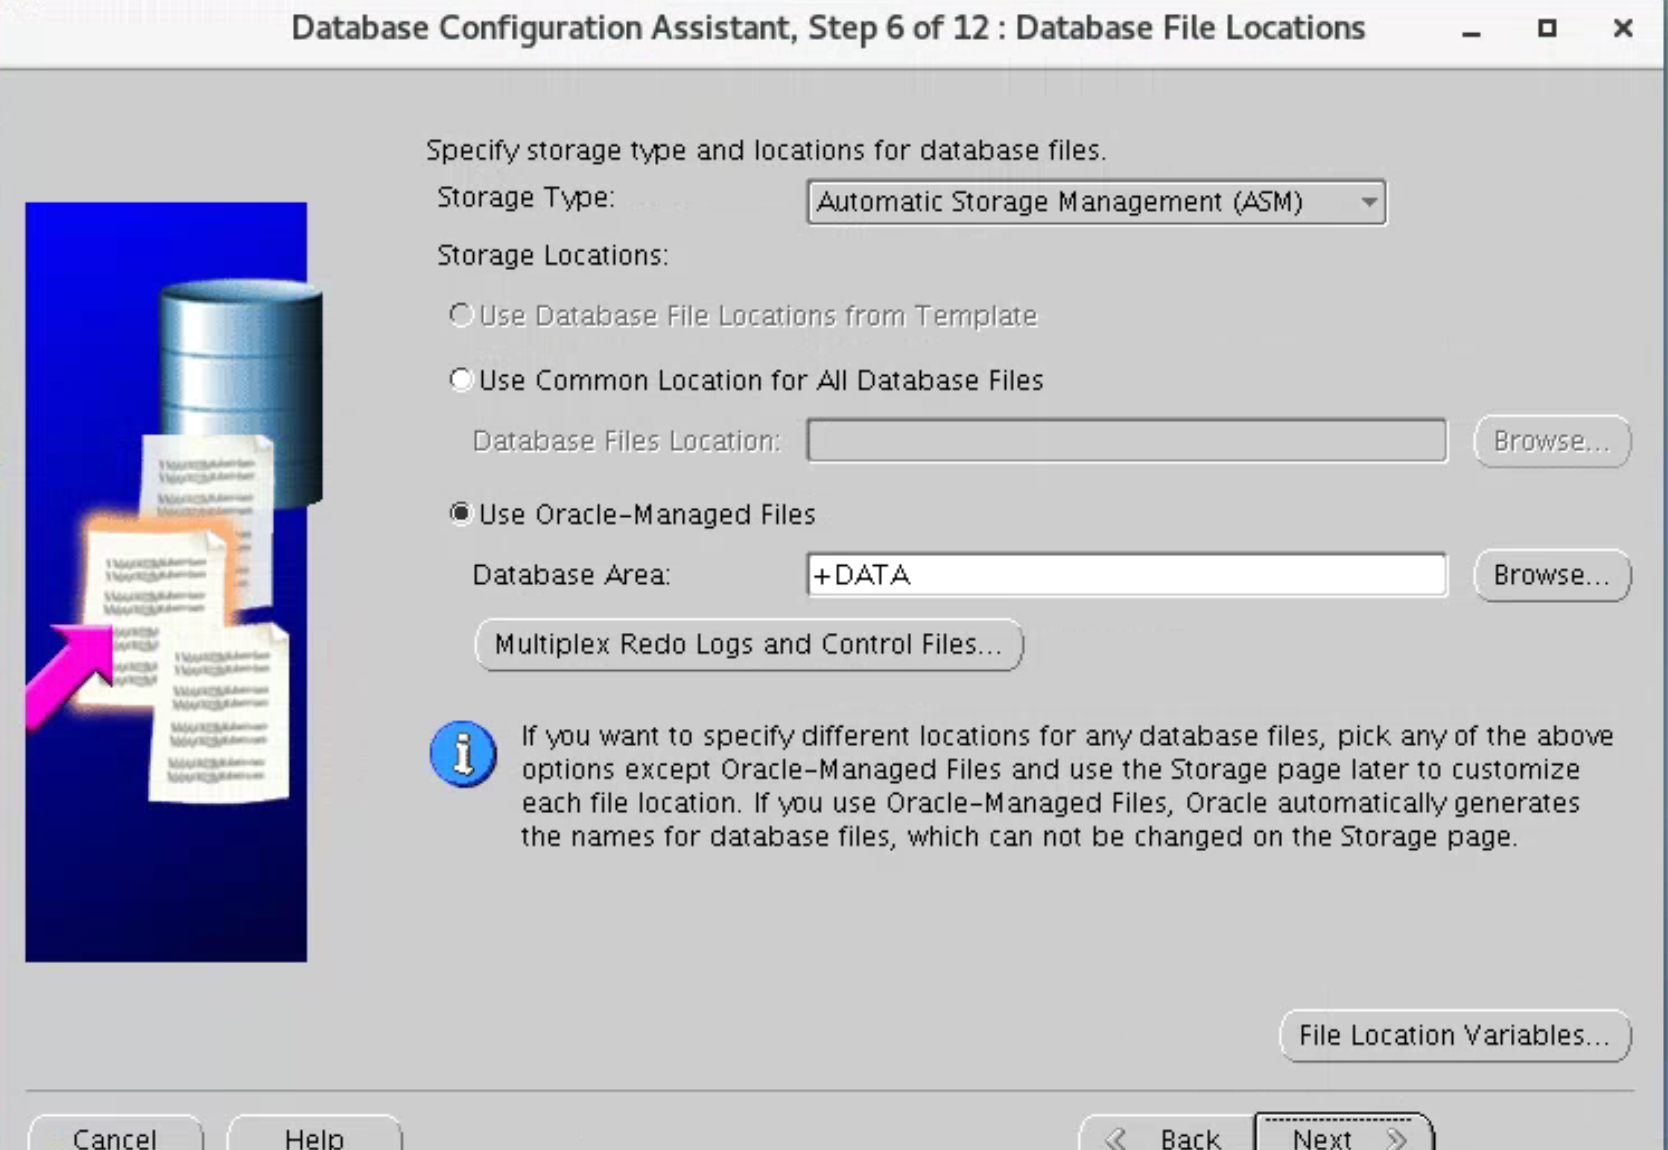 Database Configuration Assistant, Step 6 of 12 : Database File Locations
Specify storage type and locations for database files.
Storage Type:
Automatic Storage Management (ASM)
Storage Locations:
Use Database File Locations from Template
Use Common Location for All Database Files
Database Files Location:
Browse...
Use Oracle-Managed Files
Database Area:
+DATA
Browse...
Multiplex Redo Logs and Control Files...
If you want to specify different locations for any database files, pick any of the above
options except Oracle-Managed Files and use the Storage page later to customize
each file location. If you use Oracle-Managed Files, Oracle automatically generates
the names for database files, which can not be changed on the Storage page.
File Location Variables...
Cancel
Help
Back
Next